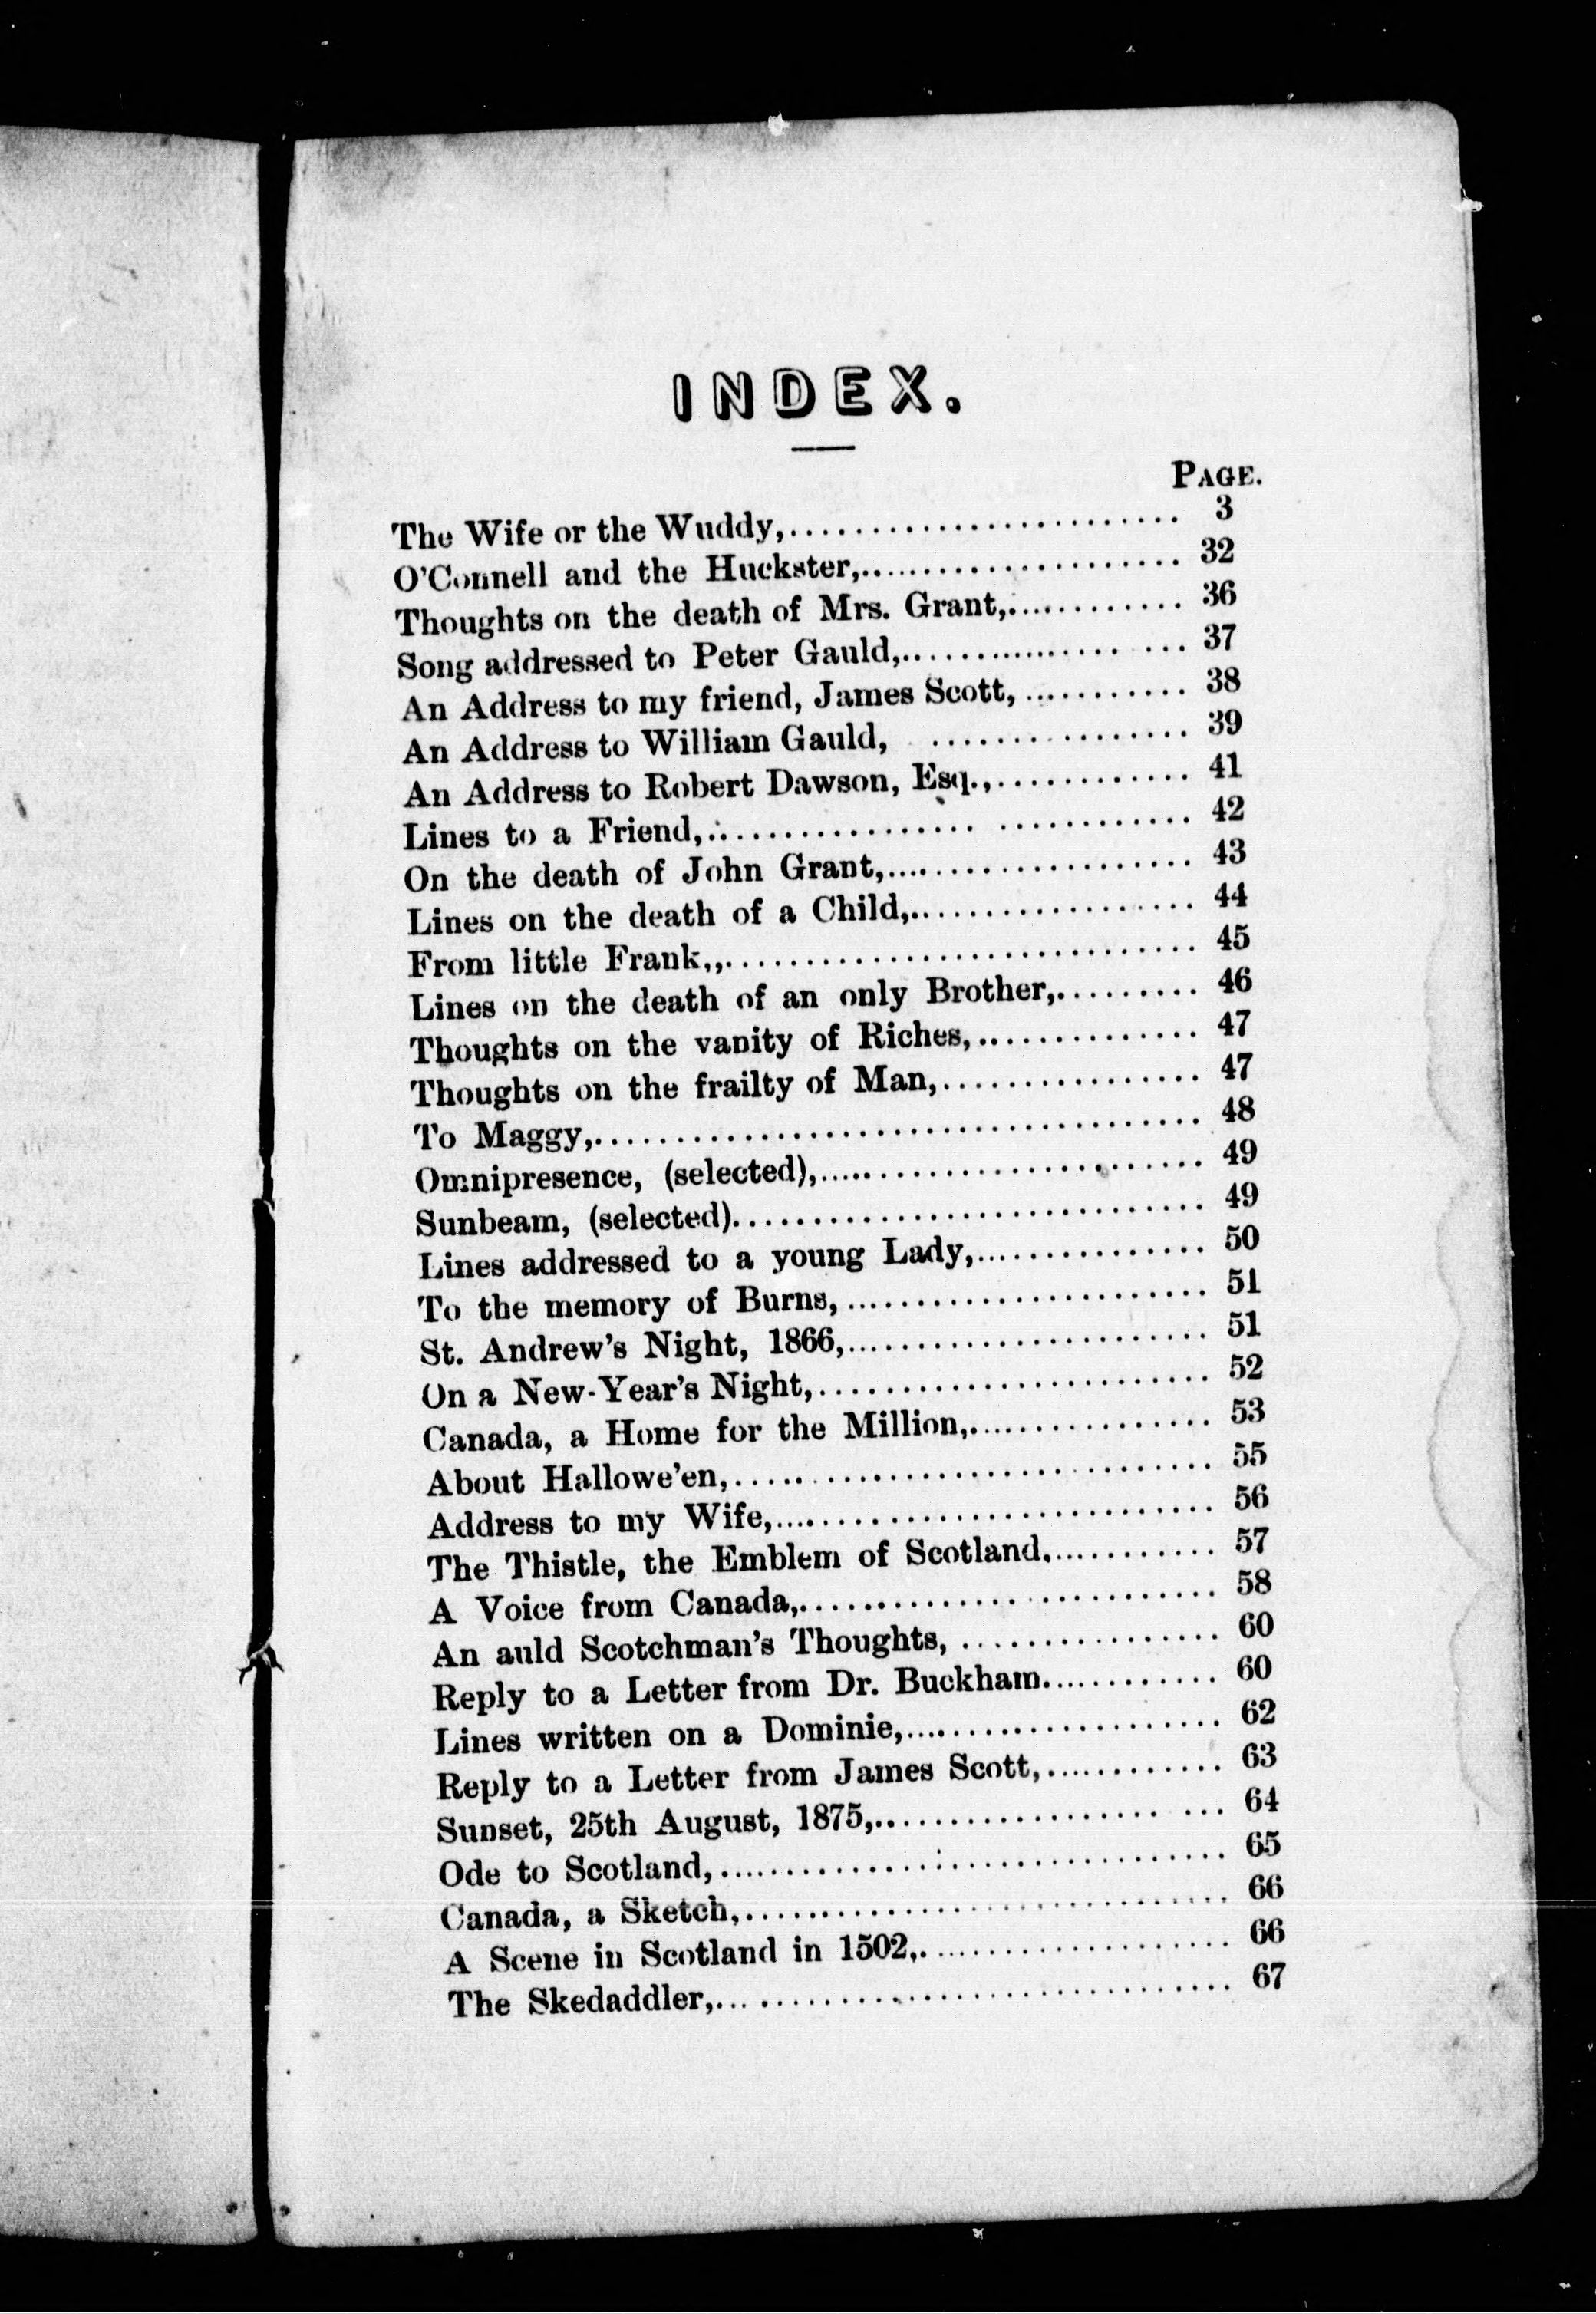 INDEX.
PAGE.
The Wife or the Wuddy,........................ 3
O'Connell and the Huckster,.................... 32
Thoughts on the death of Mrs. Grant,............ 36
Song addressed to Peter Gauld,.................. 37
An Address to my friend, James Scott, ........... 38
An Address to William Gauld, ................ 39
An Address to Robert Dawson, Esq.,............. 41
Lines to a Friend,.............................. 42
On the death of John Grant,.................... 43
Lines on the death of a Child,.................. 44
From little Frank,,............................. 45
Lines on the death of an only Brother,.......... 46
Thoughts on the vanity of Riches,............... 47
Thoughts on the frailty of Man,................. 47
To Maggy,...................................... 48
Omnipresence, (selected),........................ 49
Sunbeam, (selected)............................. 49
Lines addressed to a young Lady,............... 50
To the memory of Burns,....................... 51
St. Andrew's Night, 1866,....................... 51
On a New-Year's Night,......................... 52
Canada, a Home for the Million,................ 53
About Hallowe'en,.............................. 55
Address to my Wife,............................ 56
The Thistle, the Emblem of Scotland............. 57
A Voice from Canada,.......................... 58
An auld Scotchman's Thoughts, ................ 60
Reply to a Letter from Dr. Buckham............ 60
Lines written on a Dominie,.................... 62
Reply to a Letter from James Scott,............ 63
Sunset, 25th August, 1875,...................... 64
Ode to Scotland,................................ 65
Canada, a Sketch,............................... 66
A Scene in Scotland in 1502,.................... 66
The Skedaddler,................................. 67